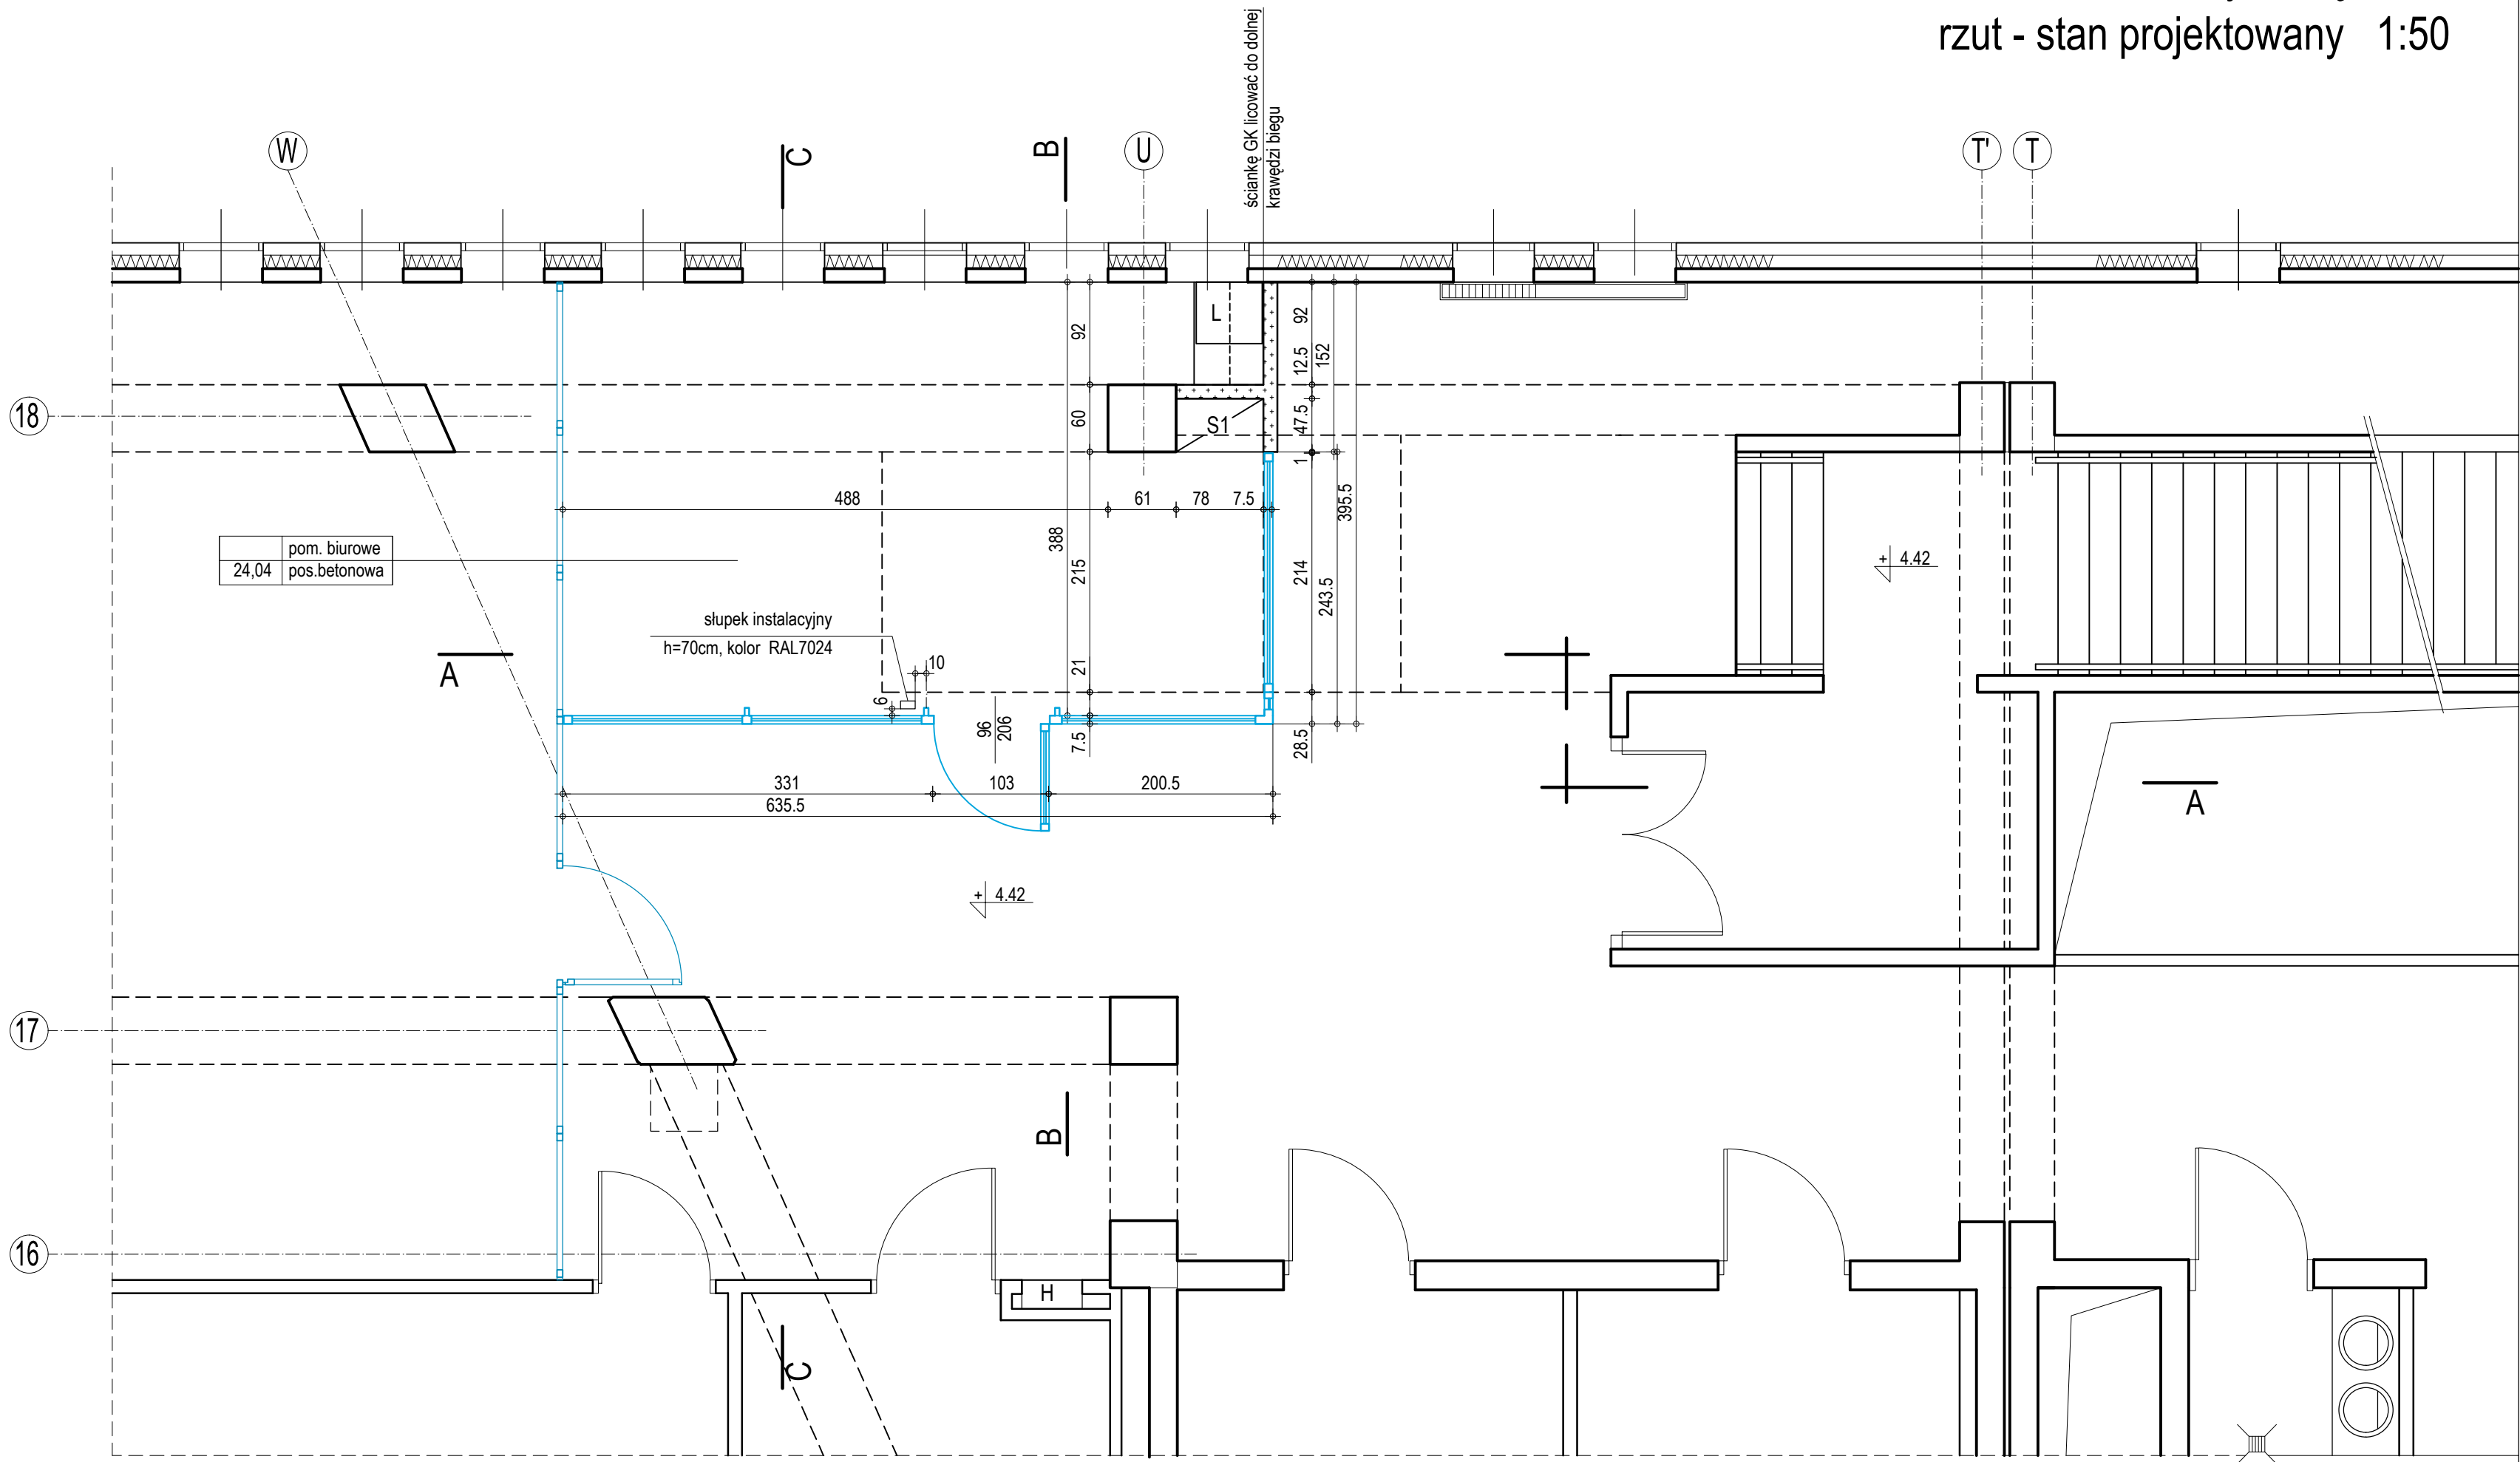 rzut - stan projektowany 1:50
ściankę GK licować do dolnej
krawędzi biegu
W
C
B
U
T'
T
L
92
92
12.5
152
18
60
S1
47.5
1
488
61
78
7.5
395.5
388
pom. biurowe
24,04 pos.betonowa
215
214
243.5
+ 4.42
słupek instalacyjny
h=70cm, kolor RAL7024
A
10
21
6
96
206
7.5
28.5
331
103
200.5
635.5
A
+ 4.42
17
B
16
H
C